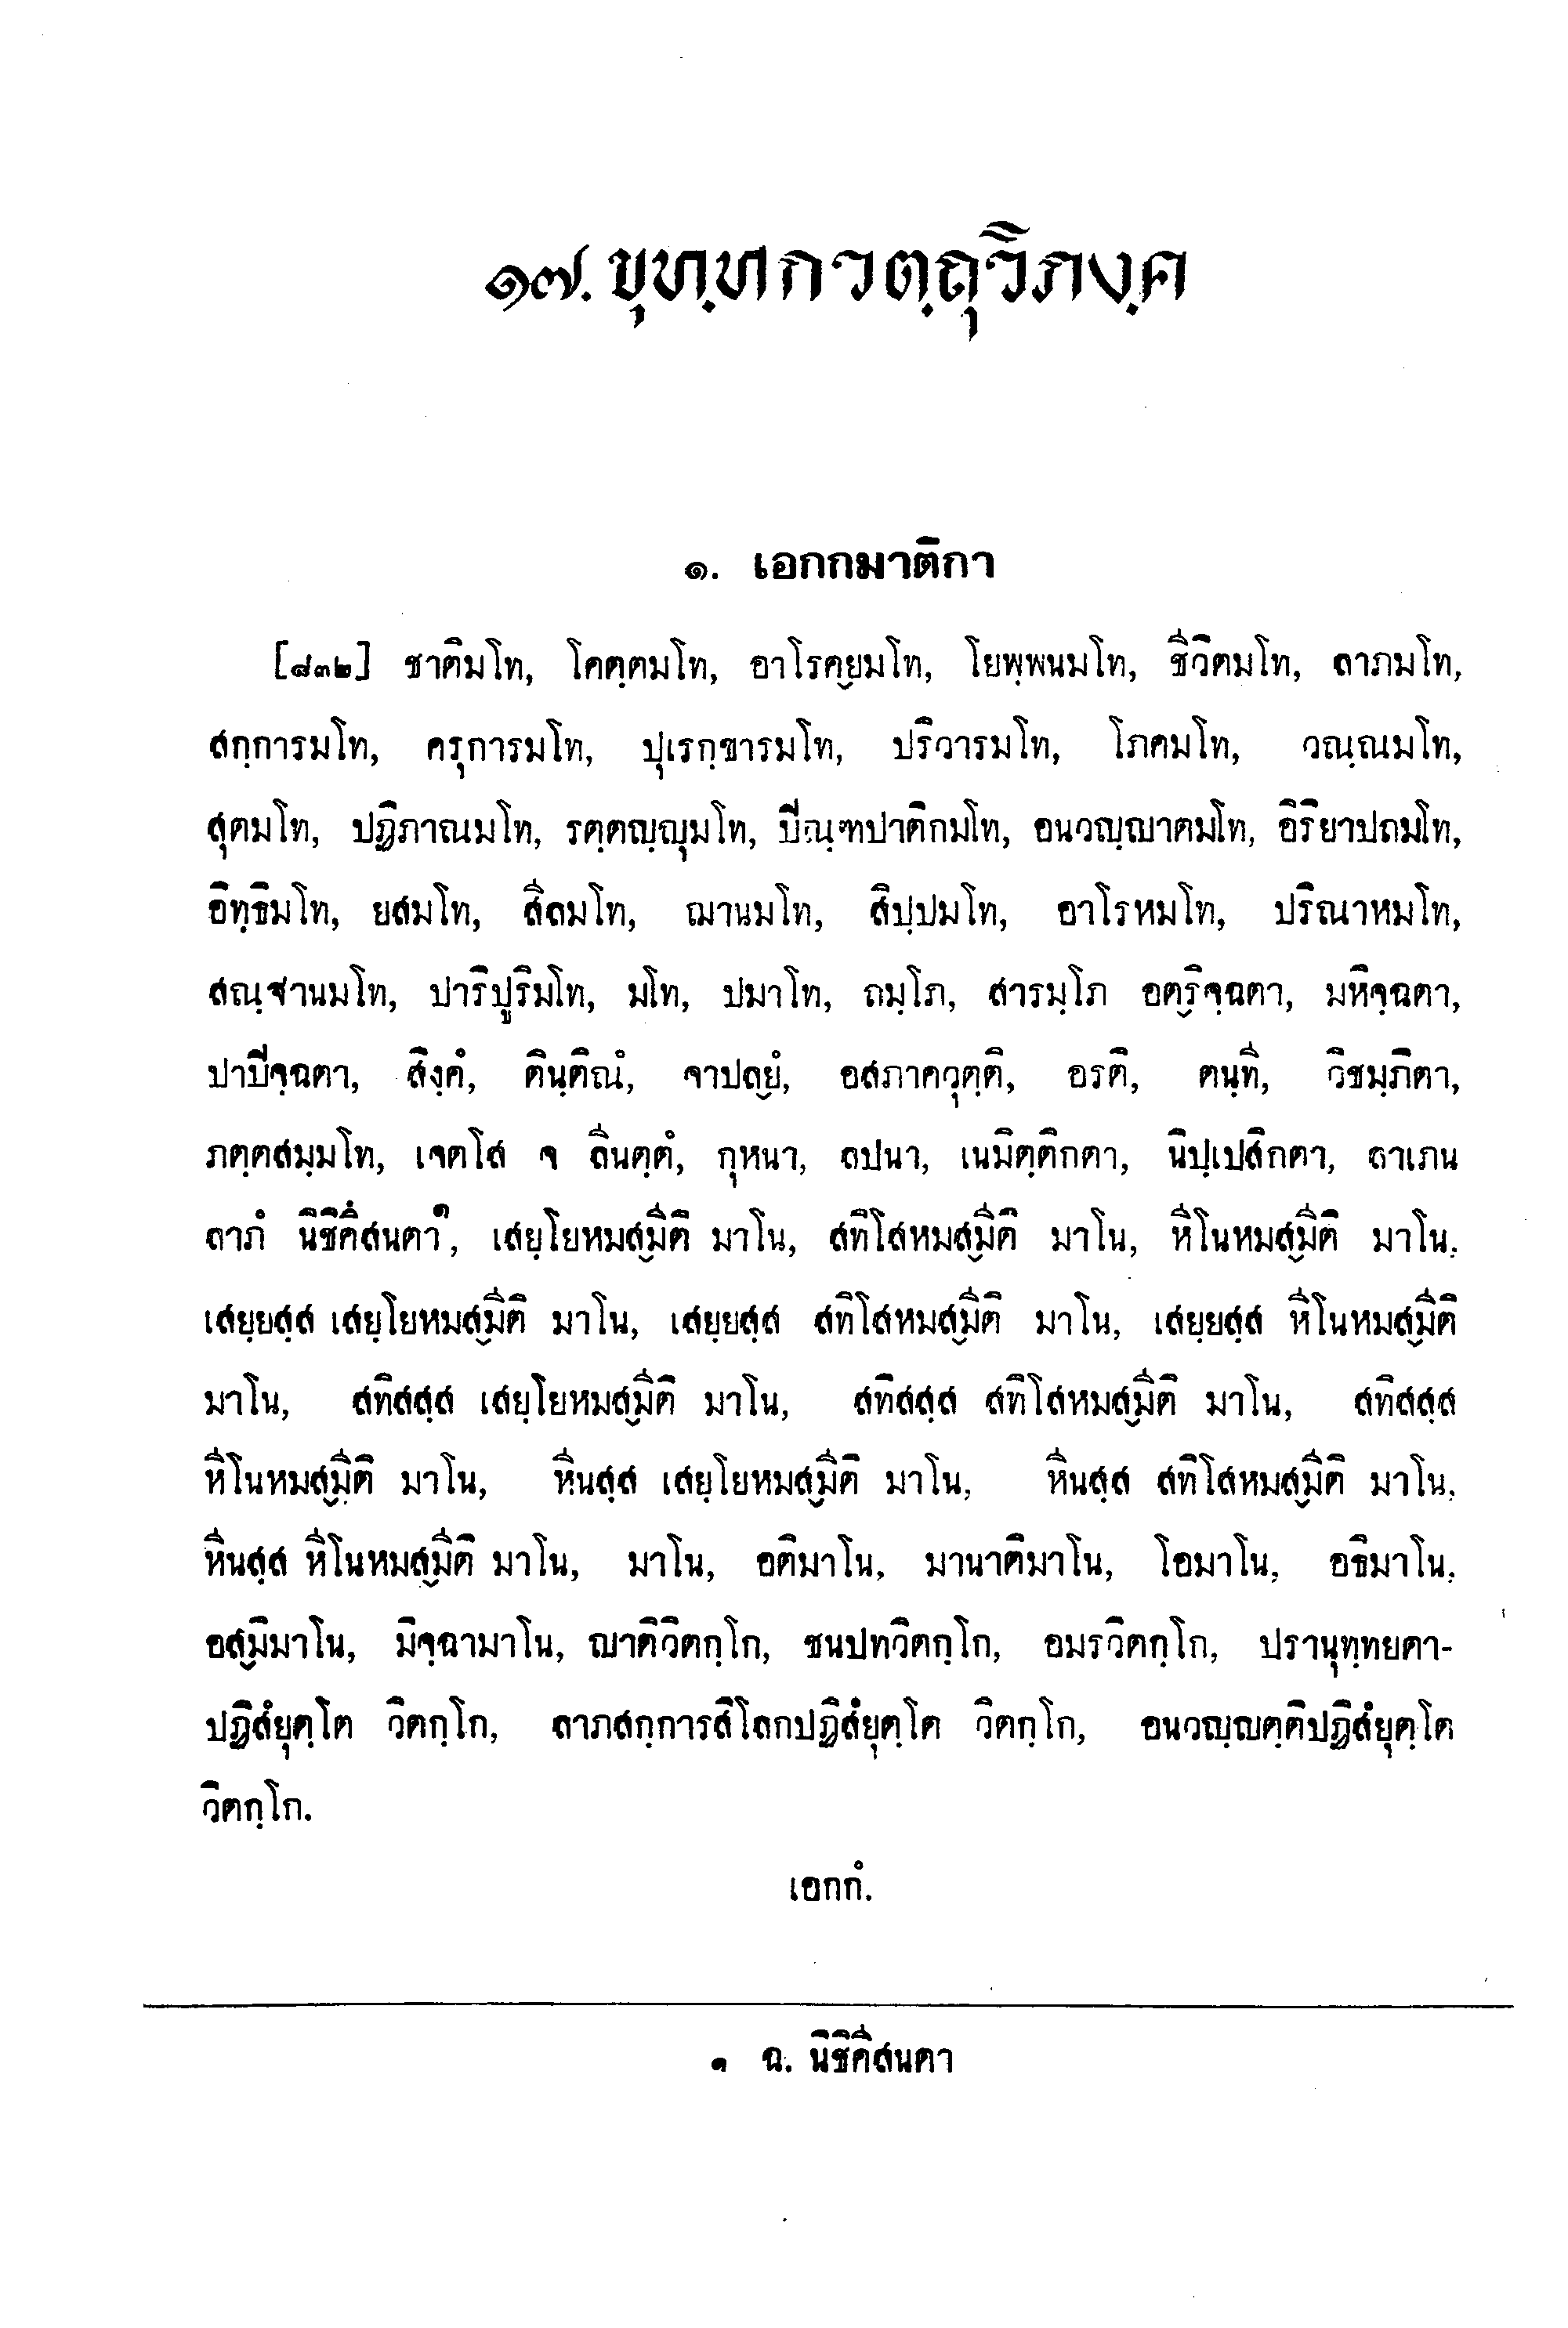 ๑๗. ขุทฺทกวตฺถุวิภงฺค
๑. เอกกมาติกา
[๘๓๒] ชาติมโท, โคตฺตมโท, อาโรคฺยมโท, โยพฺพนมโท, ชีวิตมโท, ลาภมโท,
สกฺการมโท, ครุการมโท, ปุเรกฺขารมโท, ปริวารมโท, โภคมโท, วณฺณมโท,
สุตมโท, ปฏิภาณมโท, รตฺตญฺญุมโท, ปิณฺฑปาติกมโท, อนวญฺญาตมโท, อิริยาปถมโท,
อิทฺธิมโท, ยสมโท, สีลมโท, ฌานมโท, สิปฺปมโท, อาโรหมโท, ปริณาหมโท,
สณฺฐานมโท, ปาริปูริมโท, มโท, ปมาโท, ถมฺโภ, สารมฺโภ อตฺริจฺฉตา, มหิจฺฉตา,
ปาปิจฺฉตา, สิงฺคํ, ตินฺติณํ, จาปลฺยํ, อสภาควุตฺติ, อรติ, ตนฺที, วิชมฺภิตา,
ภตฺตสมฺมโท, เจตโส จ ลีนตฺตํ, กุหนา, ลปนา, เนมิตฺติกตา, นิปฺเปสิกตา, ลาเภน
ลาภํ นิชิคึสนตา๑, เสยฺโยหมสฺมีติ มาโน, สทิโสหมสฺมีติ มาโน, หีโนหมสฺมีติ มาโน,
เสยฺยสฺส เสยฺโยหมสฺมีติ มาโน, เสยฺยสฺส สทิโสหมสฺมีติ มาโน, เสยฺยสฺส หีโนหมสฺมีติ
มาโน, สทิสสฺส เสยฺโยหมสฺมีติ มาโน, สทิสสฺส สทิโสหมสฺมีติ มาโน, สทิสสฺส
หีโนหมสฺมีติ มาโน, หีนสฺส เสยฺโยหมสฺมีติ มาโน, หีนสฺส สทิโสหมสฺมีติ มาโน,
หีนสฺส หีโนหมสฺมีติ มาโน, มาโน, อติมาโน, มานาติมาโน, โอมาโน, อธิมาโน,
อสฺมิมาโน, มิจฺฉามาโน, ญาติวิตกฺโก, ชนปทวิตกฺโก, อมรวิตกฺโก, ปรานุทฺทยตา-
ปฏิสํยุตฺโต วิตกฺโก, ลาภสกฺการสิโลกปฏิสํยุตฺโต วิตกฺโก, อนวญฺญตฺติปฏิสํยุตฺโต
วิตกฺโก.
เอกกํ.
๑ ฉ. นิชิคีสนตา